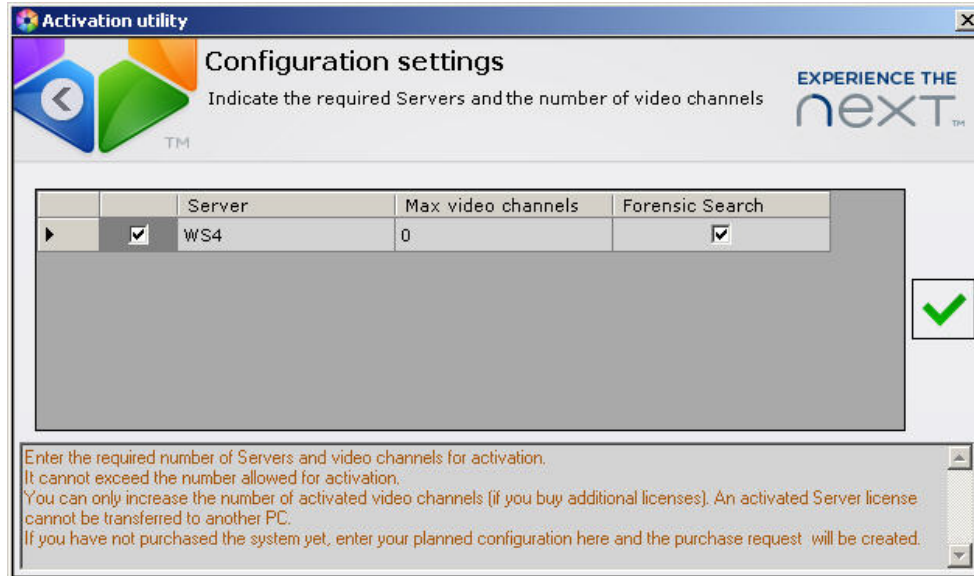 Activation utility
Configuration settings
Indicate the required Servers and the number of video channels
EXPERIENCE THE
next™
TM
Server Max video channels Forensic Search
WS4 0
Enter the required number of Servers and video channels for activation.
It cannot exceed the number allowed for activation.
You can only increase the number of activated video channels (if you buy additional licenses). An activated Server license
cannot be transferred to another PC.
If you have not purchased the system yet, enter your planned configuration here and the purchase request will be created.